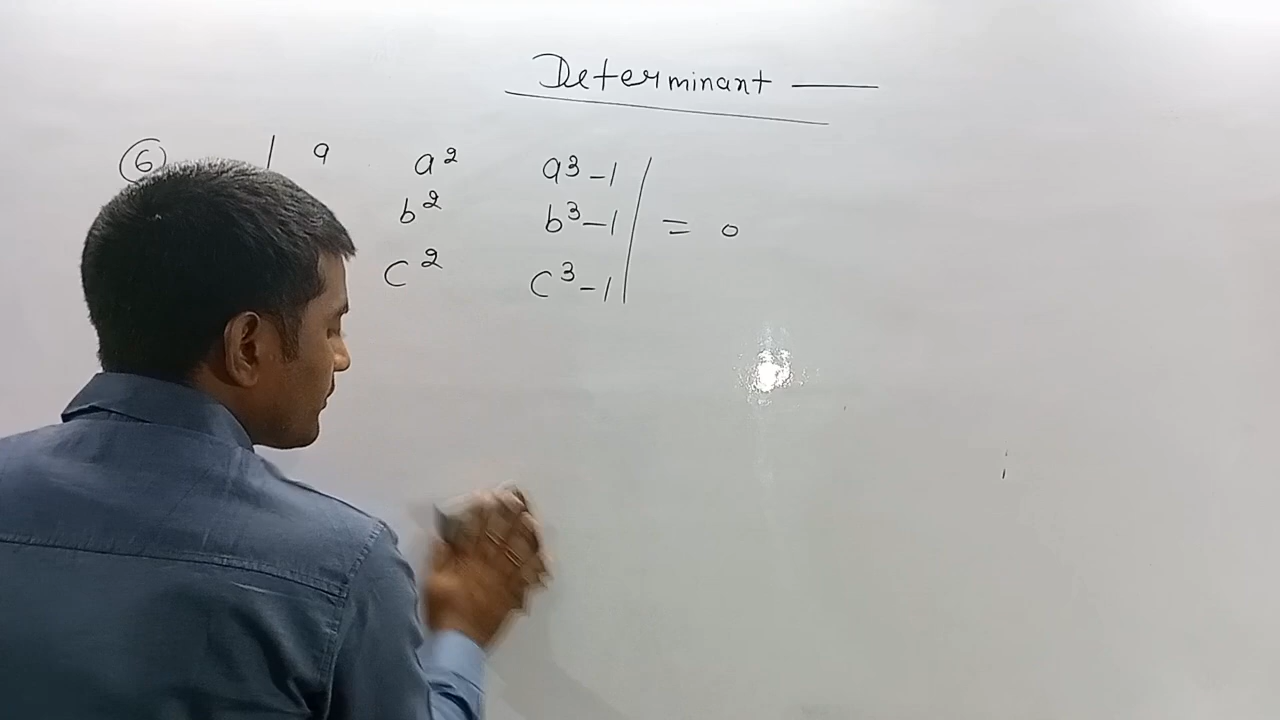 Determinant —
6 | a a² a³-1 |
b² b³-1 | = 0
c² c³-1 |